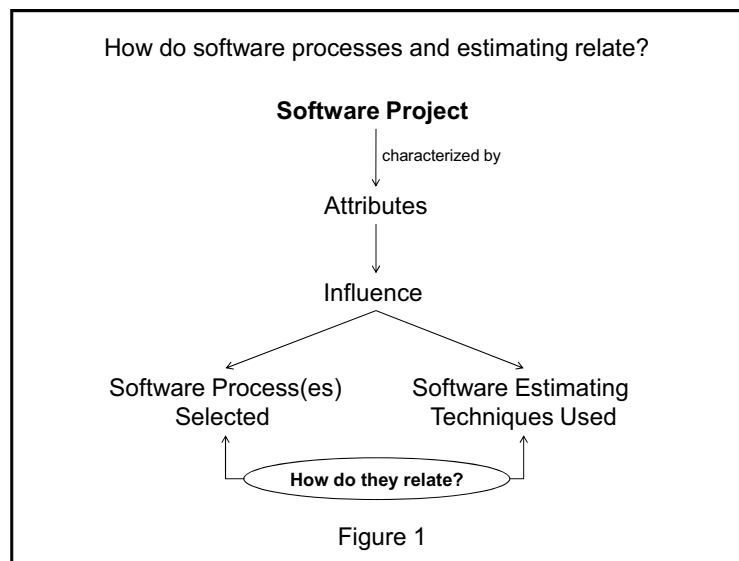 How do software processes and estimating relate?
Software Project
characterized by
Attributes
Influence
Software Process(es)
Selected
Software Estimating
Techniques Used
How do they relate?
Figure 1